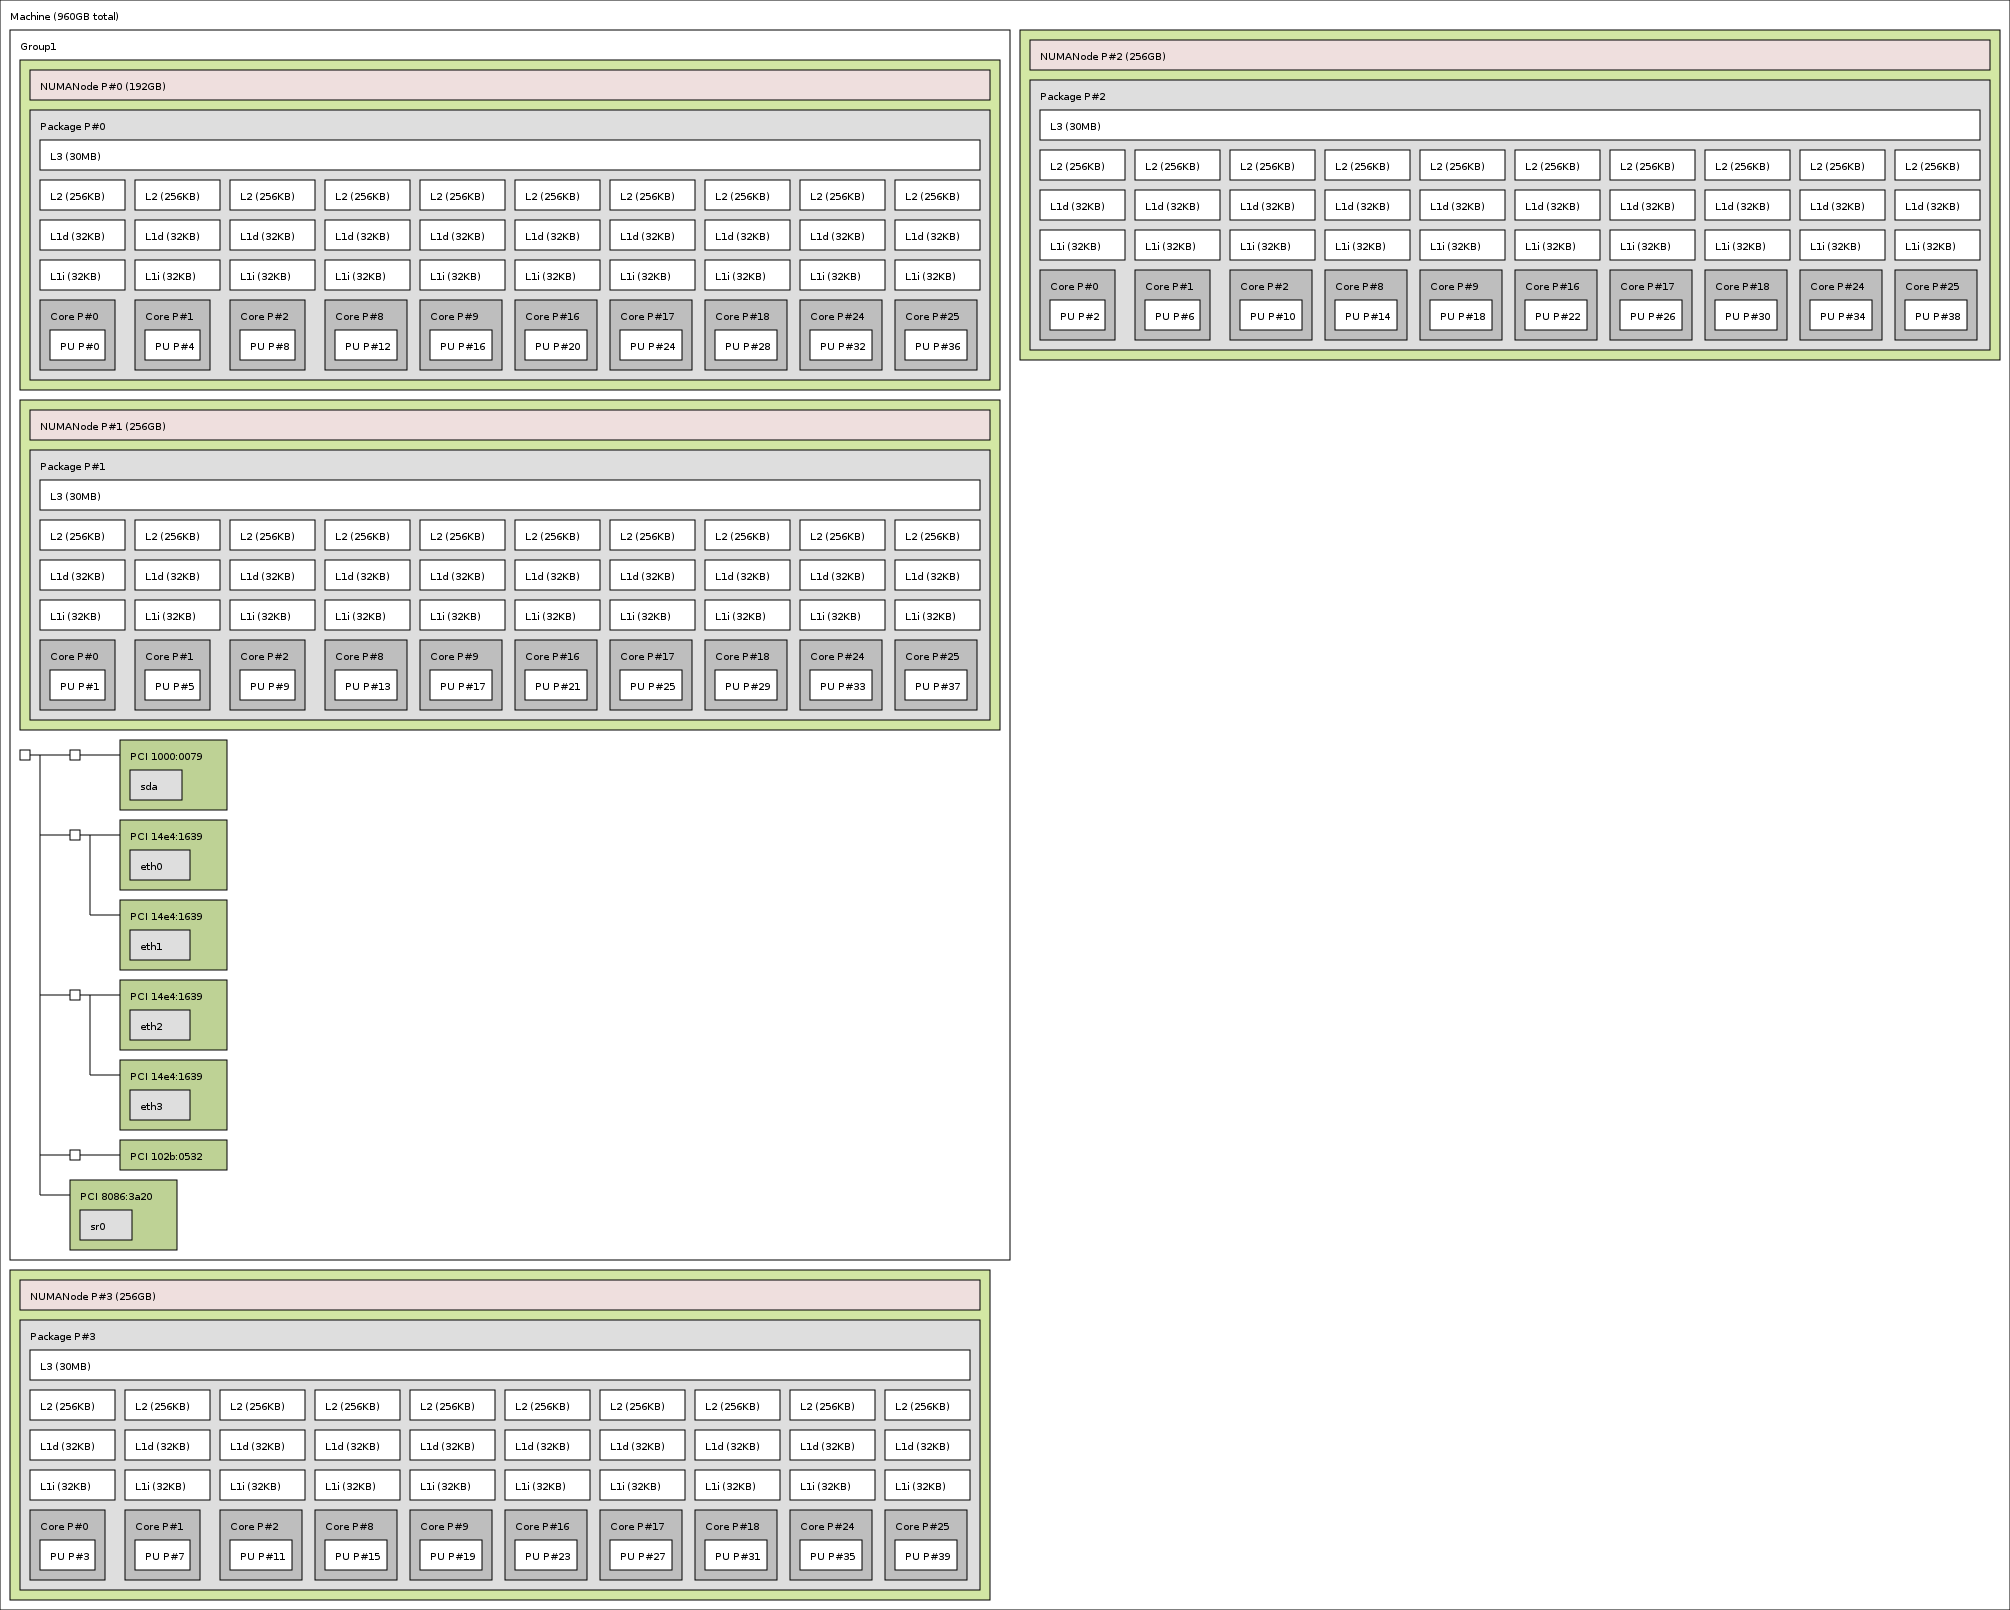 Machine (960GB total)
Group1
NUMANode P#0 (192GB)
Package P#0
L3 (30MB)
L2 (256KB) L2 (256KB) L2 (256KB) L2 (256KB) L2 (256KB) L2 (256KB) L2 (256KB) L2 (256KB) L2 (256KB) L2 (256KB)
L1d (32KB) L1d (32KB) L1d (32KB) L1d (32KB) L1d (32KB) L1d (32KB) L1d (32KB) L1d (32KB) L1d (32KB) L1d (32KB)
L1i (32KB) L1i (32KB) L1i (32KB) L1i (32KB) L1i (32KB) L1i (32KB) L1i (32KB) L1i (32KB) L1i (32KB) L1i (32KB)
Core P#0 Core P#1 Core P#2 Core P#8 Core P#9 Core P#16 Core P#17 Core P#18 Core P#24 Core P#25
PU P#0 PU P#4 PU P#8 PU P#12 PU P#16 PU P#20 PU P#24 PU P#28 PU P#32 PU P#36
NUMANode P#1 (256GB)
Package P#1
L3 (30MB)
L2 (256KB) L2 (256KB) L2 (256KB) L2 (256KB) L2 (256KB) L2 (256KB) L2 (256KB) L2 (256KB) L2 (256KB) L2 (256KB)
L1d (32KB) L1d (32KB) L1d (32KB) L1d (32KB) L1d (32KB) L1d (32KB) L1d (32KB) L1d (32KB) L1d (32KB) L1d (32KB)
L1i (32KB) L1i (32KB) L1i (32KB) L1i (32KB) L1i (32KB) L1i (32KB) L1i (32KB) L1i (32KB) L1i (32KB) L1i (32KB)
Core P#0 Core P#1 Core P#2 Core P#8 Core P#9 Core P#16 Core P#17 Core P#18 Core P#24 Core P#25
PU P#1 PU P#5 PU P#9 PU P#13 PU P#17 PU P#21 PU P#25 PU P#29 PU P#33 PU P#37
PCI 1000:0079
sda
PCI 14e4:1639
eth0
PCI 14e4:1639
eth1
PCI 14e4:1639
eth2
PCI 14e4:1639
eth3
PCI 102b:0532
PCI 8086:3a20
sr0
NUMANode P#2 (256GB)
Package P#2
L3 (30MB)
L2 (256KB) L2 (256KB) L2 (256KB) L2 (256KB) L2 (256KB) L2 (256KB) L2 (256KB) L2 (256KB) L2 (256KB) L2 (256KB)
L1d (32KB) L1d (32KB) L1d (32KB) L1d (32KB) L1d (32KB) L1d (32KB) L1d (32KB) L1d (32KB) L1d (32KB) L1d (32KB)
L1i (32KB) L1i (32KB) L1i (32KB) L1i (32KB) L1i (32KB) L1i (32KB) L1i (32KB) L1i (32KB) L1i (32KB) L1i (32KB)
Core P#0 Core P#1 Core P#2 Core P#8 Core P#9 Core P#16 Core P#17 Core P#18 Core P#24 Core P#25
PU P#2 PU P#6 PU P#10 PU P#14 PU P#18 PU P#22 PU P#26 PU P#30 PU P#34 PU P#38
NUMANode P#3 (256GB)
Package P#3
L3 (30MB)
L2 (256KB) L2 (256KB) L2 (256KB) L2 (256KB) L2 (256KB) L2 (256KB) L2 (256KB) L2 (256KB) L2 (256KB) L2 (256KB)
L1d (32KB) L1d (32KB) L1d (32KB) L1d (32KB) L1d (32KB) L1d (32KB) L1d (32KB) L1d (32KB) L1d (32KB) L1d (32KB)
L1i (32KB) L1i (32KB) L1i (32KB) L1i (32KB) L1i (32KB) L1i (32KB) L1i (32KB) L1i (32KB) L1i (32KB) L1i (32KB)
Core P#0 Core P#1 Core P#2 Core P#8 Core P#9 Core P#16 Core P#17 Core P#18 Core P#24 Core P#25
PU P#3 PU P#7 PU P#11 PU P#15 PU P#19 PU P#23 PU P#27 PU P#31 PU P#35 PU P#39